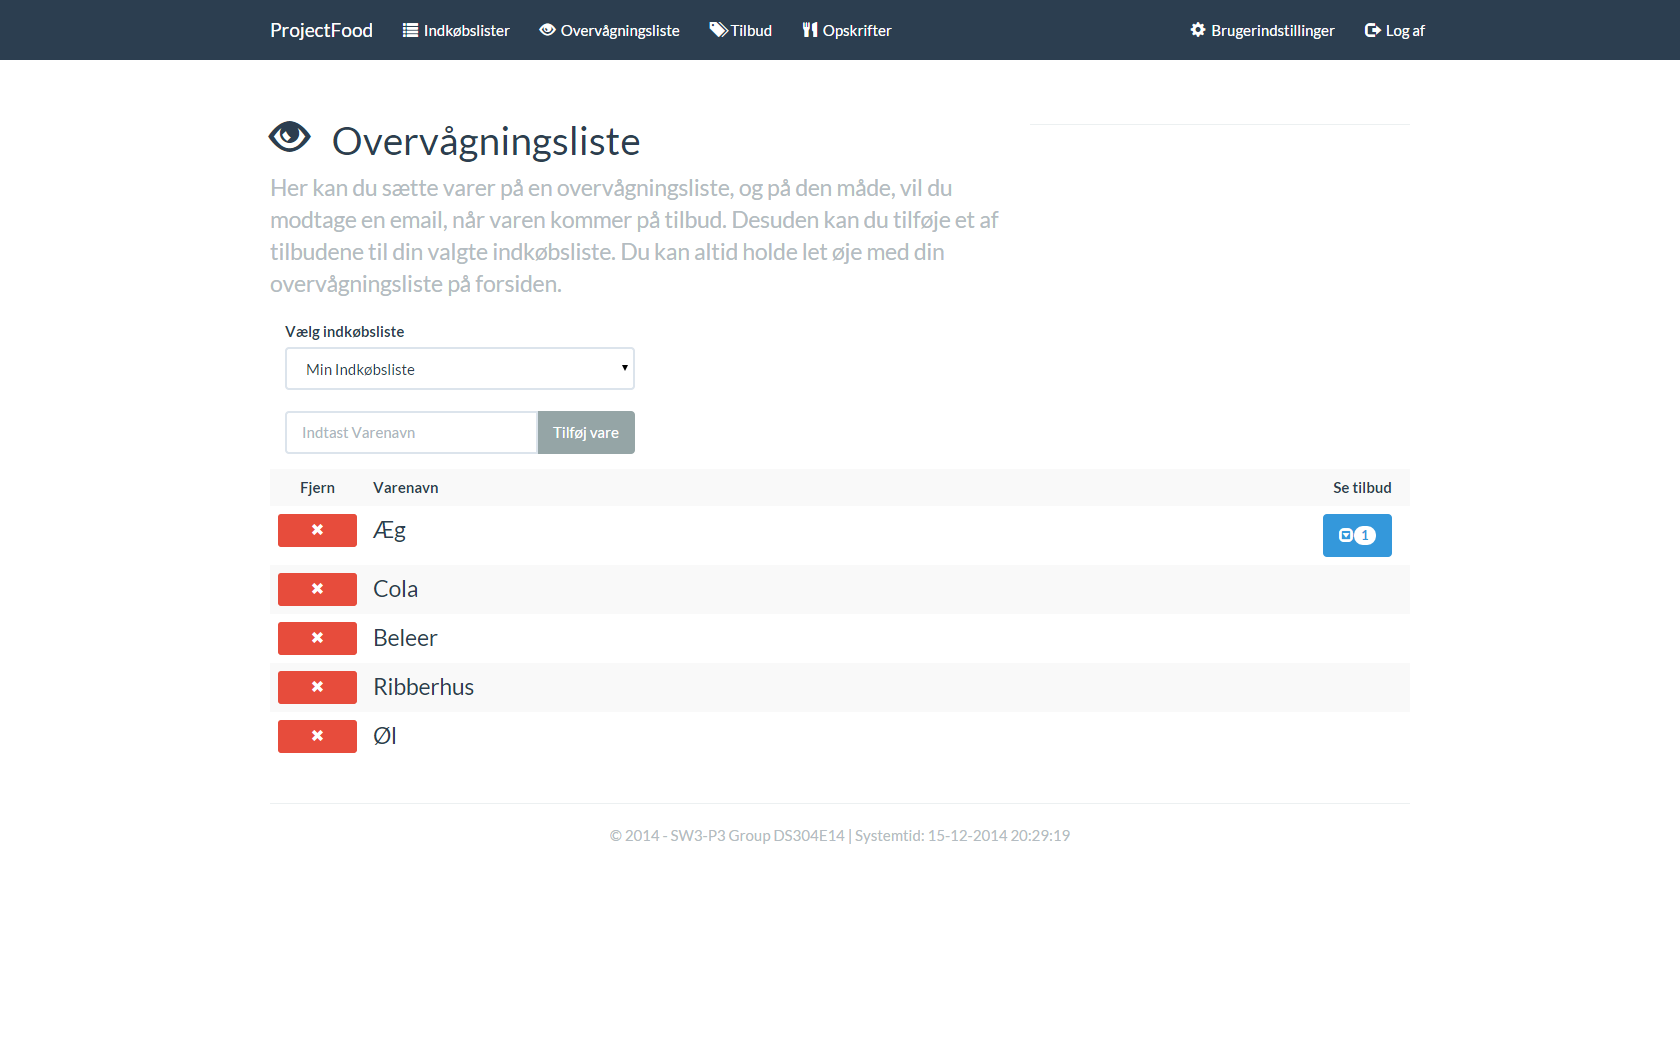 ProjectFood Indkøbslister Overvågningsliste Tilbud Opskrifter Brugerindstillinger Log af
Overvågningsliste
Her kan du sætte varer på en overvågningsliste, og på den måde, vil du
modtage en email, når varen kommer på tilbud. Desuden kan du tilføje et af
tilbudene til din valgte indkøbsliste. Du kan altid holde let øje med din
overvågningsliste på forsiden.
Vælg indkøbsliste
Min Indkøbsliste
Indtast Varenavn Tilføj vare
Fjern Varenavn Se tilbud
Æg 1
Cola
Beleer
Ribberhus
Øl
© 2014 - SW3-P3 Group DS304E14 | Systemtid: 15-12-2014 20:29:19